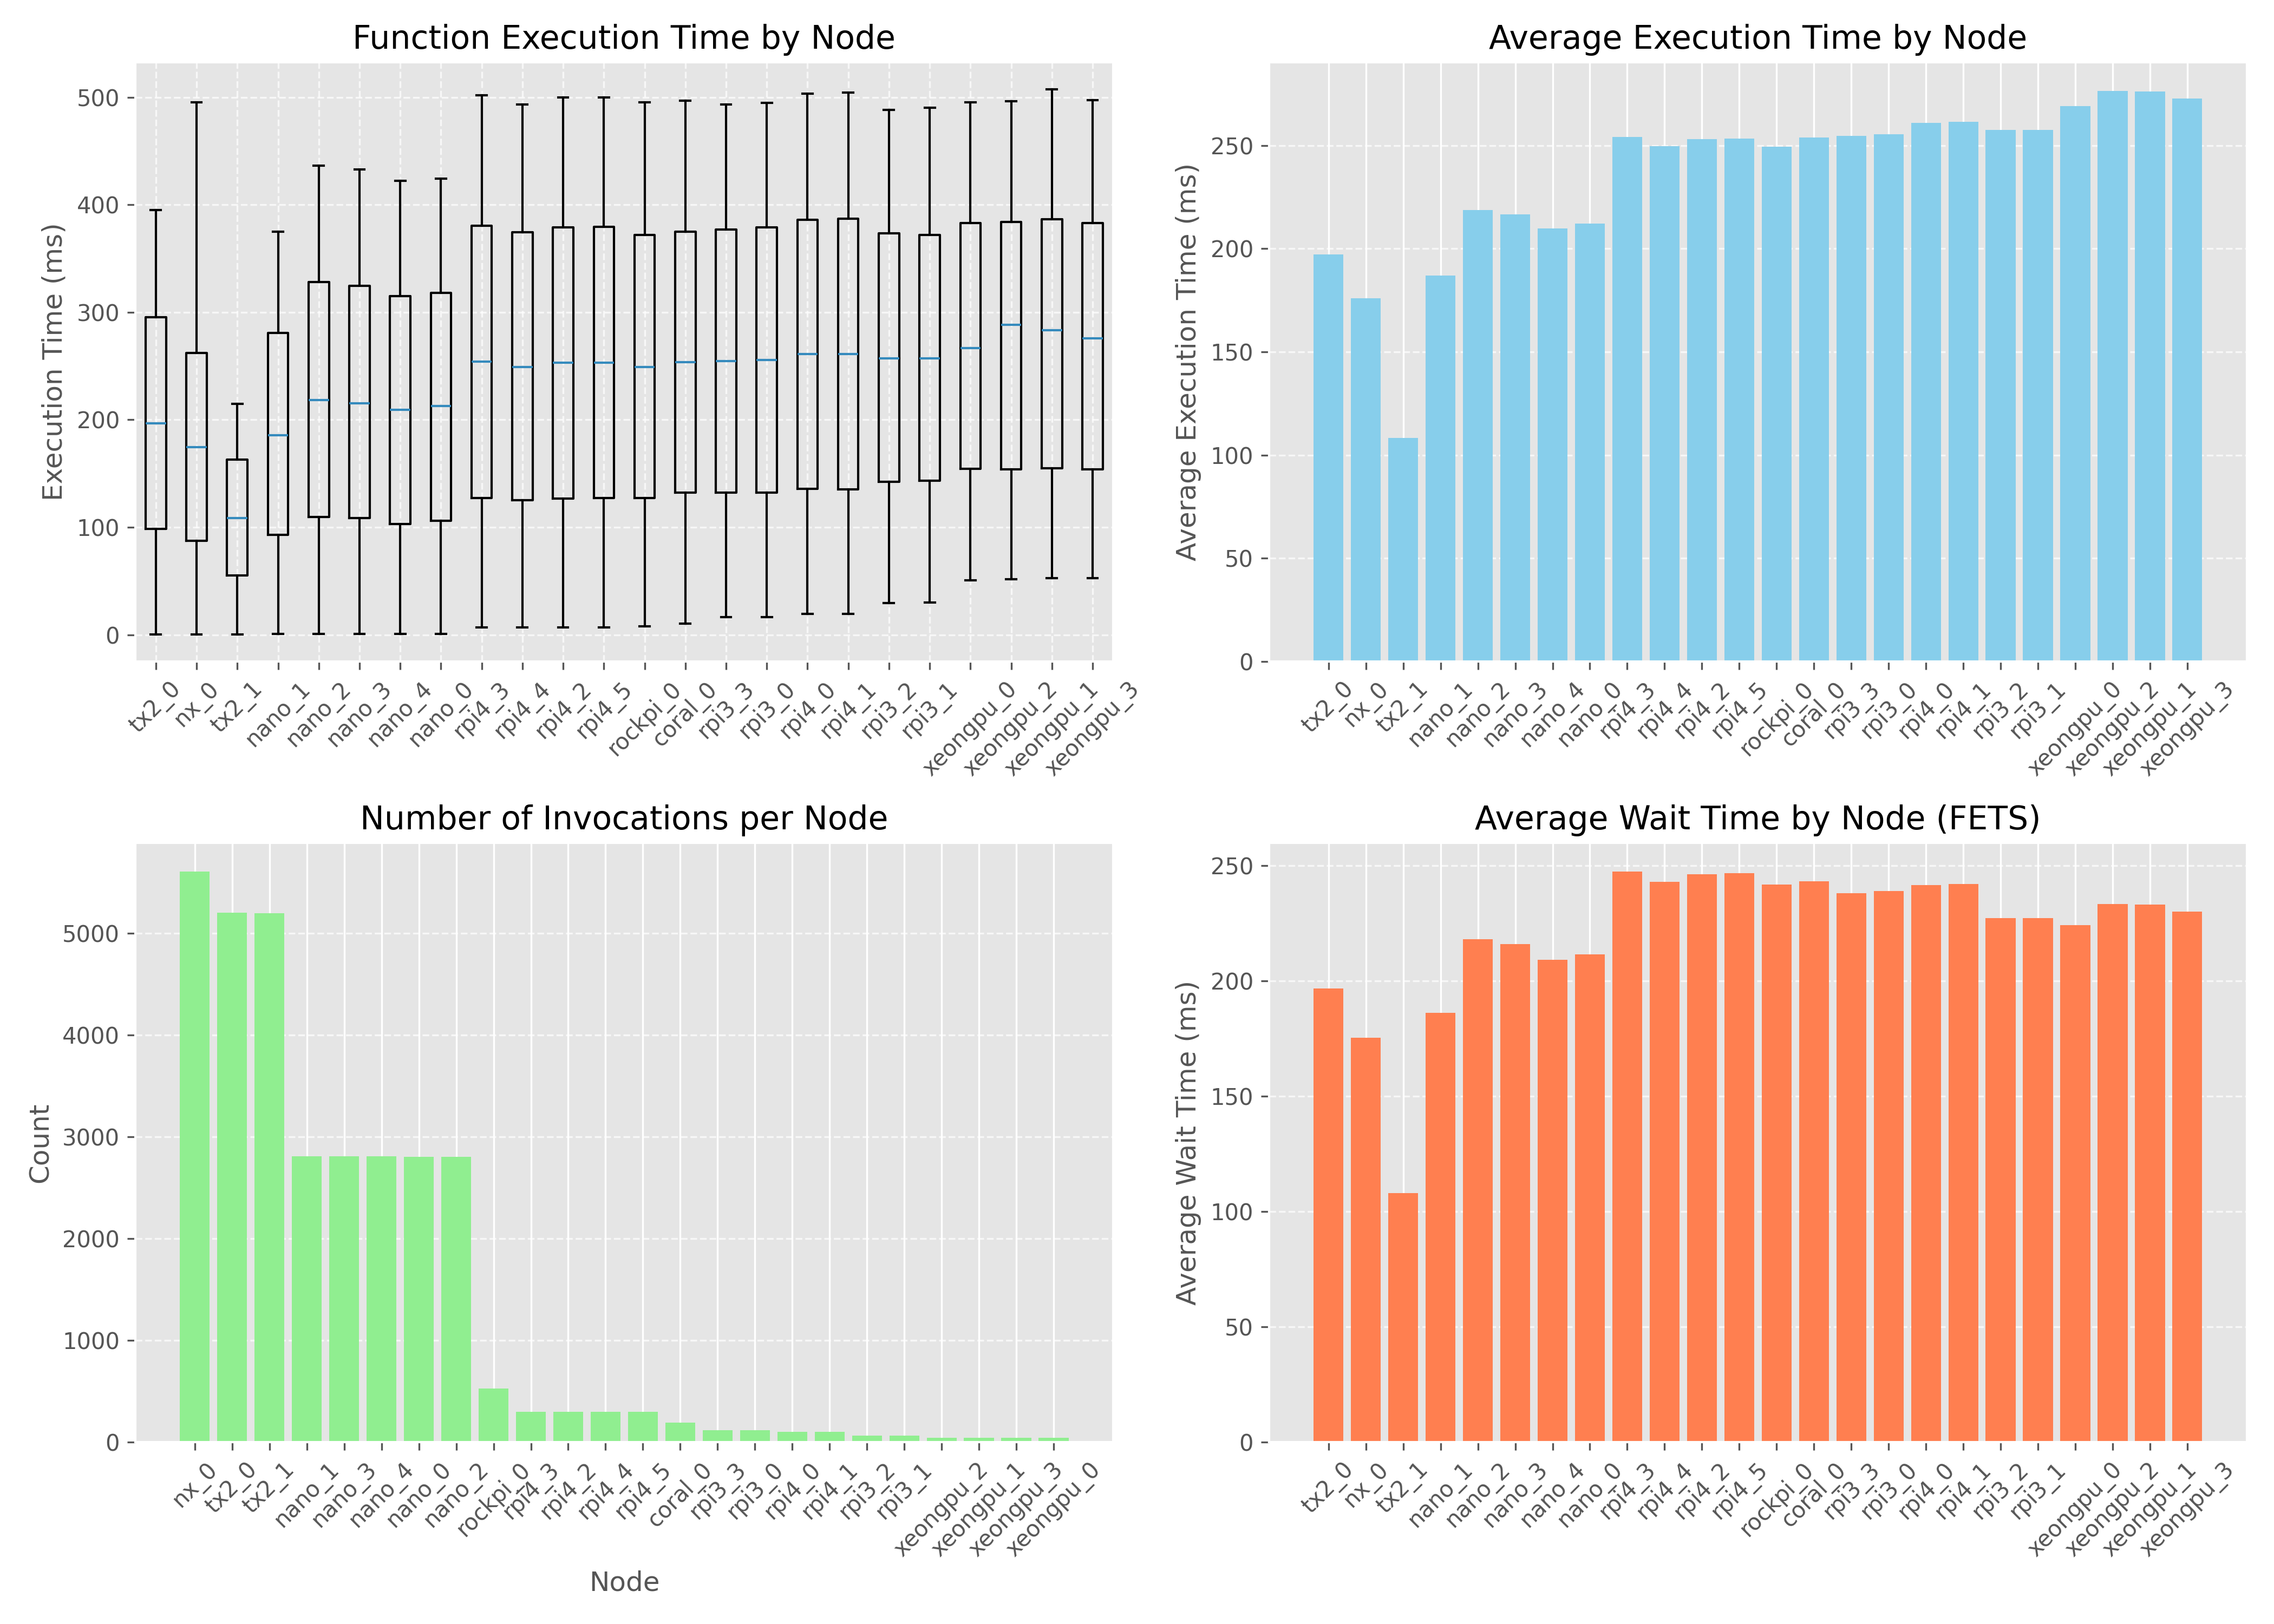 Function Execution Time by Node
Execution Time (ms)
500
400
300
200
100
0
tx2_0
nx_0
tx2_1
nano_1
nano_2
nano_3
nano_4
nano_0
rpi4_3
rpi4_4
rpi4_2
rpi4_5
rockpi_0
coral_0
rpi3_3
rpi3_0
rpi4_0
rpi4_1
rpi3_2
rpi3_1
xeongpu_0
xeongpu_2
xeongpu_1
xeongpu_3
Average Execution Time by Node
Average Execution Time (ms)
250
200
150
100
50
0
tx2_0
nx_0
tx2_1
nano_1
nano_2
nano_3
nano_4
nano_0
rpi4_3
rpi4_4
rpi4_2
rpi4_5
rockpi_0
coral_0
rpi3_3
rpi3_0
rpi4_0
rpi4_1
rpi3_2
rpi3_1
xeongpu_0
xeongpu_2
xeongpu_1
xeongpu_3
Number of Invocations per Node
Count
5000
4000
3000
2000
1000
0
nx_0
tx2_0
tx2_1
nano_1
nano_3
nano_4
nano_0
nano_2
rockpi_0
rpi4_3
rpi4_2
rpi4_4
rpi4_5
coral_0
rpi3_3
rpi3_0
rpi4_0
rpi4_1
rpi3_2
rpi3_1
xeongpu_2
xeongpu_1
xeongpu_3
xeongpu_0
Node
Average Wait Time by Node (FETS)
Average Wait Time (ms)
250
200
150
100
50
0
tx2_0
nx_0
tx2_1
nano_1
nano_2
nano_3
nano_4
nano_0
rpi4_3
rpi4_4
rpi4_2
rpi4_5
rockpi_0
coral_0
rpi3_3
rpi3_0
rpi4_0
rpi4_1
rpi3_2
rpi3_1
xeongpu_0
xeongpu_2
xeongpu_1
xeongpu_3